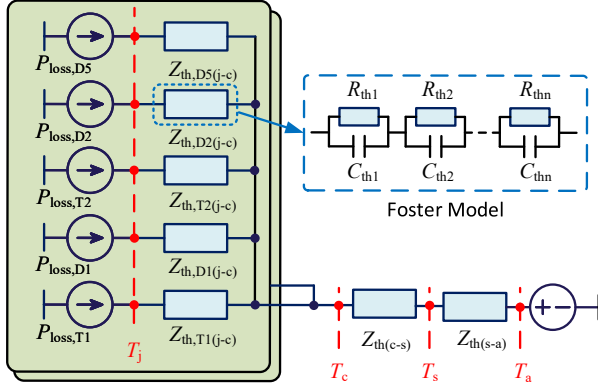 P_loss,D5
Z_th,D5(j-c)
P_loss,D2
Z_th,D2(j-c)
P_loss,T2
Z_th,T2(j-c)
P_loss,D1
Z_th,D1(j-c)
P_loss,T1
Z_th,T1(j-c)
T_j
R_th1 R_th2 R_thn
C_th1 C_th2 C_thn
Foster Model
Z_th(c-s) Z_th(s-a)
T_c T_s T_a